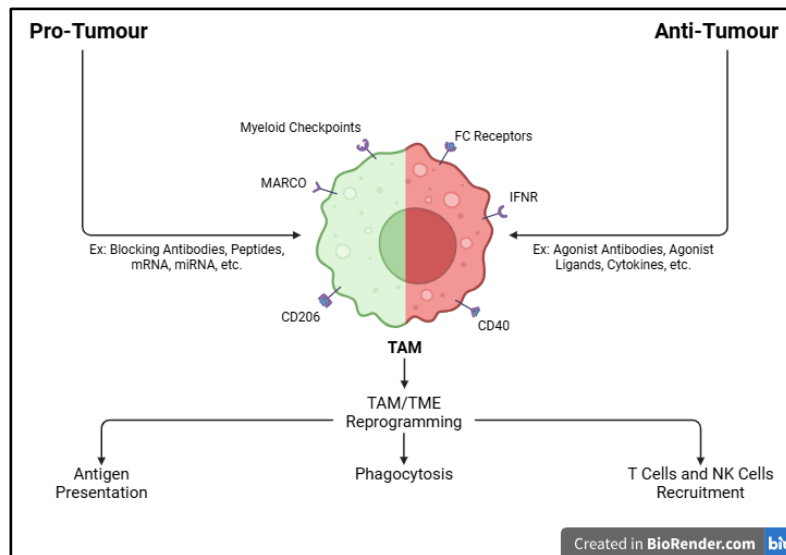 Pro-Tumour
Anti-Tumour
Myeloid Checkpoints
FC Receptors
MARCO
IFNR
Ex: Blocking Antibodies, Peptides,
mRNA, miRNA, etc.
Ex: Agonist Antibodies, Agonist
Ligands, Cytokines, etc.
CD206
CD40
TAM
TAM/TME
Reprogramming
Antigen
Presentation
Phagocytosis
T Cells and NK Cells
Recruitment
Created in BioRender.com